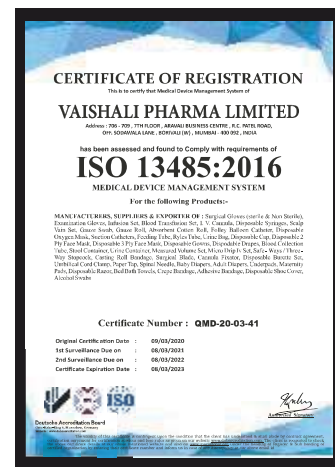 CERTIFICATE OF REGISTRATION
This is to certify that Medical Device Management System of
VAISHALI PHARMA LIMITED
Address : 706 - 709 , 7TH FLOOR , ARAVALI BUSINESS CENTRE , R.C. PATEL ROAD,
OFF. SODAWALA LANE , BORIVALI (W) , MUMBAI - 400 092 , INDIA
has been assessed and found to Comply with requirements of
ISO 13485:2016
MEDICAL DEVICE MANAGEMENT SYSTEM
For the following Products:-
MANUFACTURERS, SUPPLIERS & EXPORTER OF : Surgical Gloves (sterile & Non Sterile),
Examination Gloves, Infusion Set, Blood Transfusion Set, I. V. Canula, Disposable Syringes, Scalp
Vain Set, Gauze Swab, Gauze Roll, Absorbent Cotton Roll, Folley Balloon Catheter, Disposable
Oxygen Mask, Suction Catheters, Feeding Tube, Ryles Tube, Urine Bag, Disposable Cap, Disposable 2
Ply Face Mask, Disposable 3 Ply Face Mask, Disposable Gowns, Disposable Drapes, Blood Collection
Tube, Stool Container, Urine Container, Measured Volume Set, Micro Drip Iv Set, Safe - Ways / Three -
Way Stopcock, Casting Roll Bandage, Surgical Blade, Cannula Fixator, Disposable Burette Set,
Umbilical Cord Clamp, Paper Tap, Spinal Needle, Baby Diapers, Adult Diapers, Underpads, Maternity
Pads, Disposable Razor, Bed Bath Towels, Crepe Bandage, Adhesive Bandage, Disposable Shoe Cover,
Alcohol Swabs
Certificate Number : QMD-20-03-41
Original Certification Date : 09/03/2020
1st Surveillance Due on : 08/03/2021
2nd Surveillance Due on : 08/03/2022
Certificate Expiration Date : 08/03/2023
ISO
Deutsche Accreditation Board
Authorised Signatory